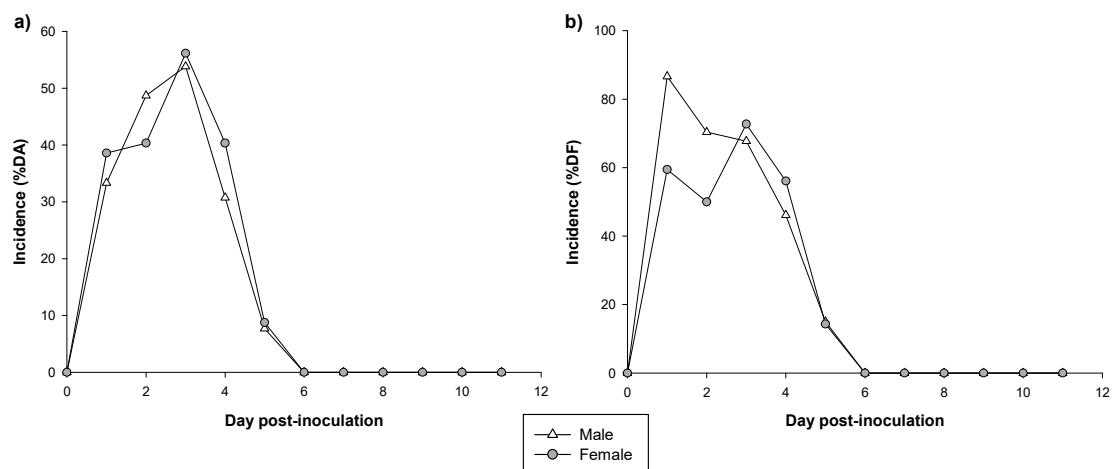 a)
Incidence (%DA)
60
50
40
30
20
10
0
0 2 4 6 8 10 12
Day post-inoculation
b)
Incidence (%DF)
100
80
60
40
20
0
0 2 4 6 8 10 12
Day post-inoculation
Male
Female